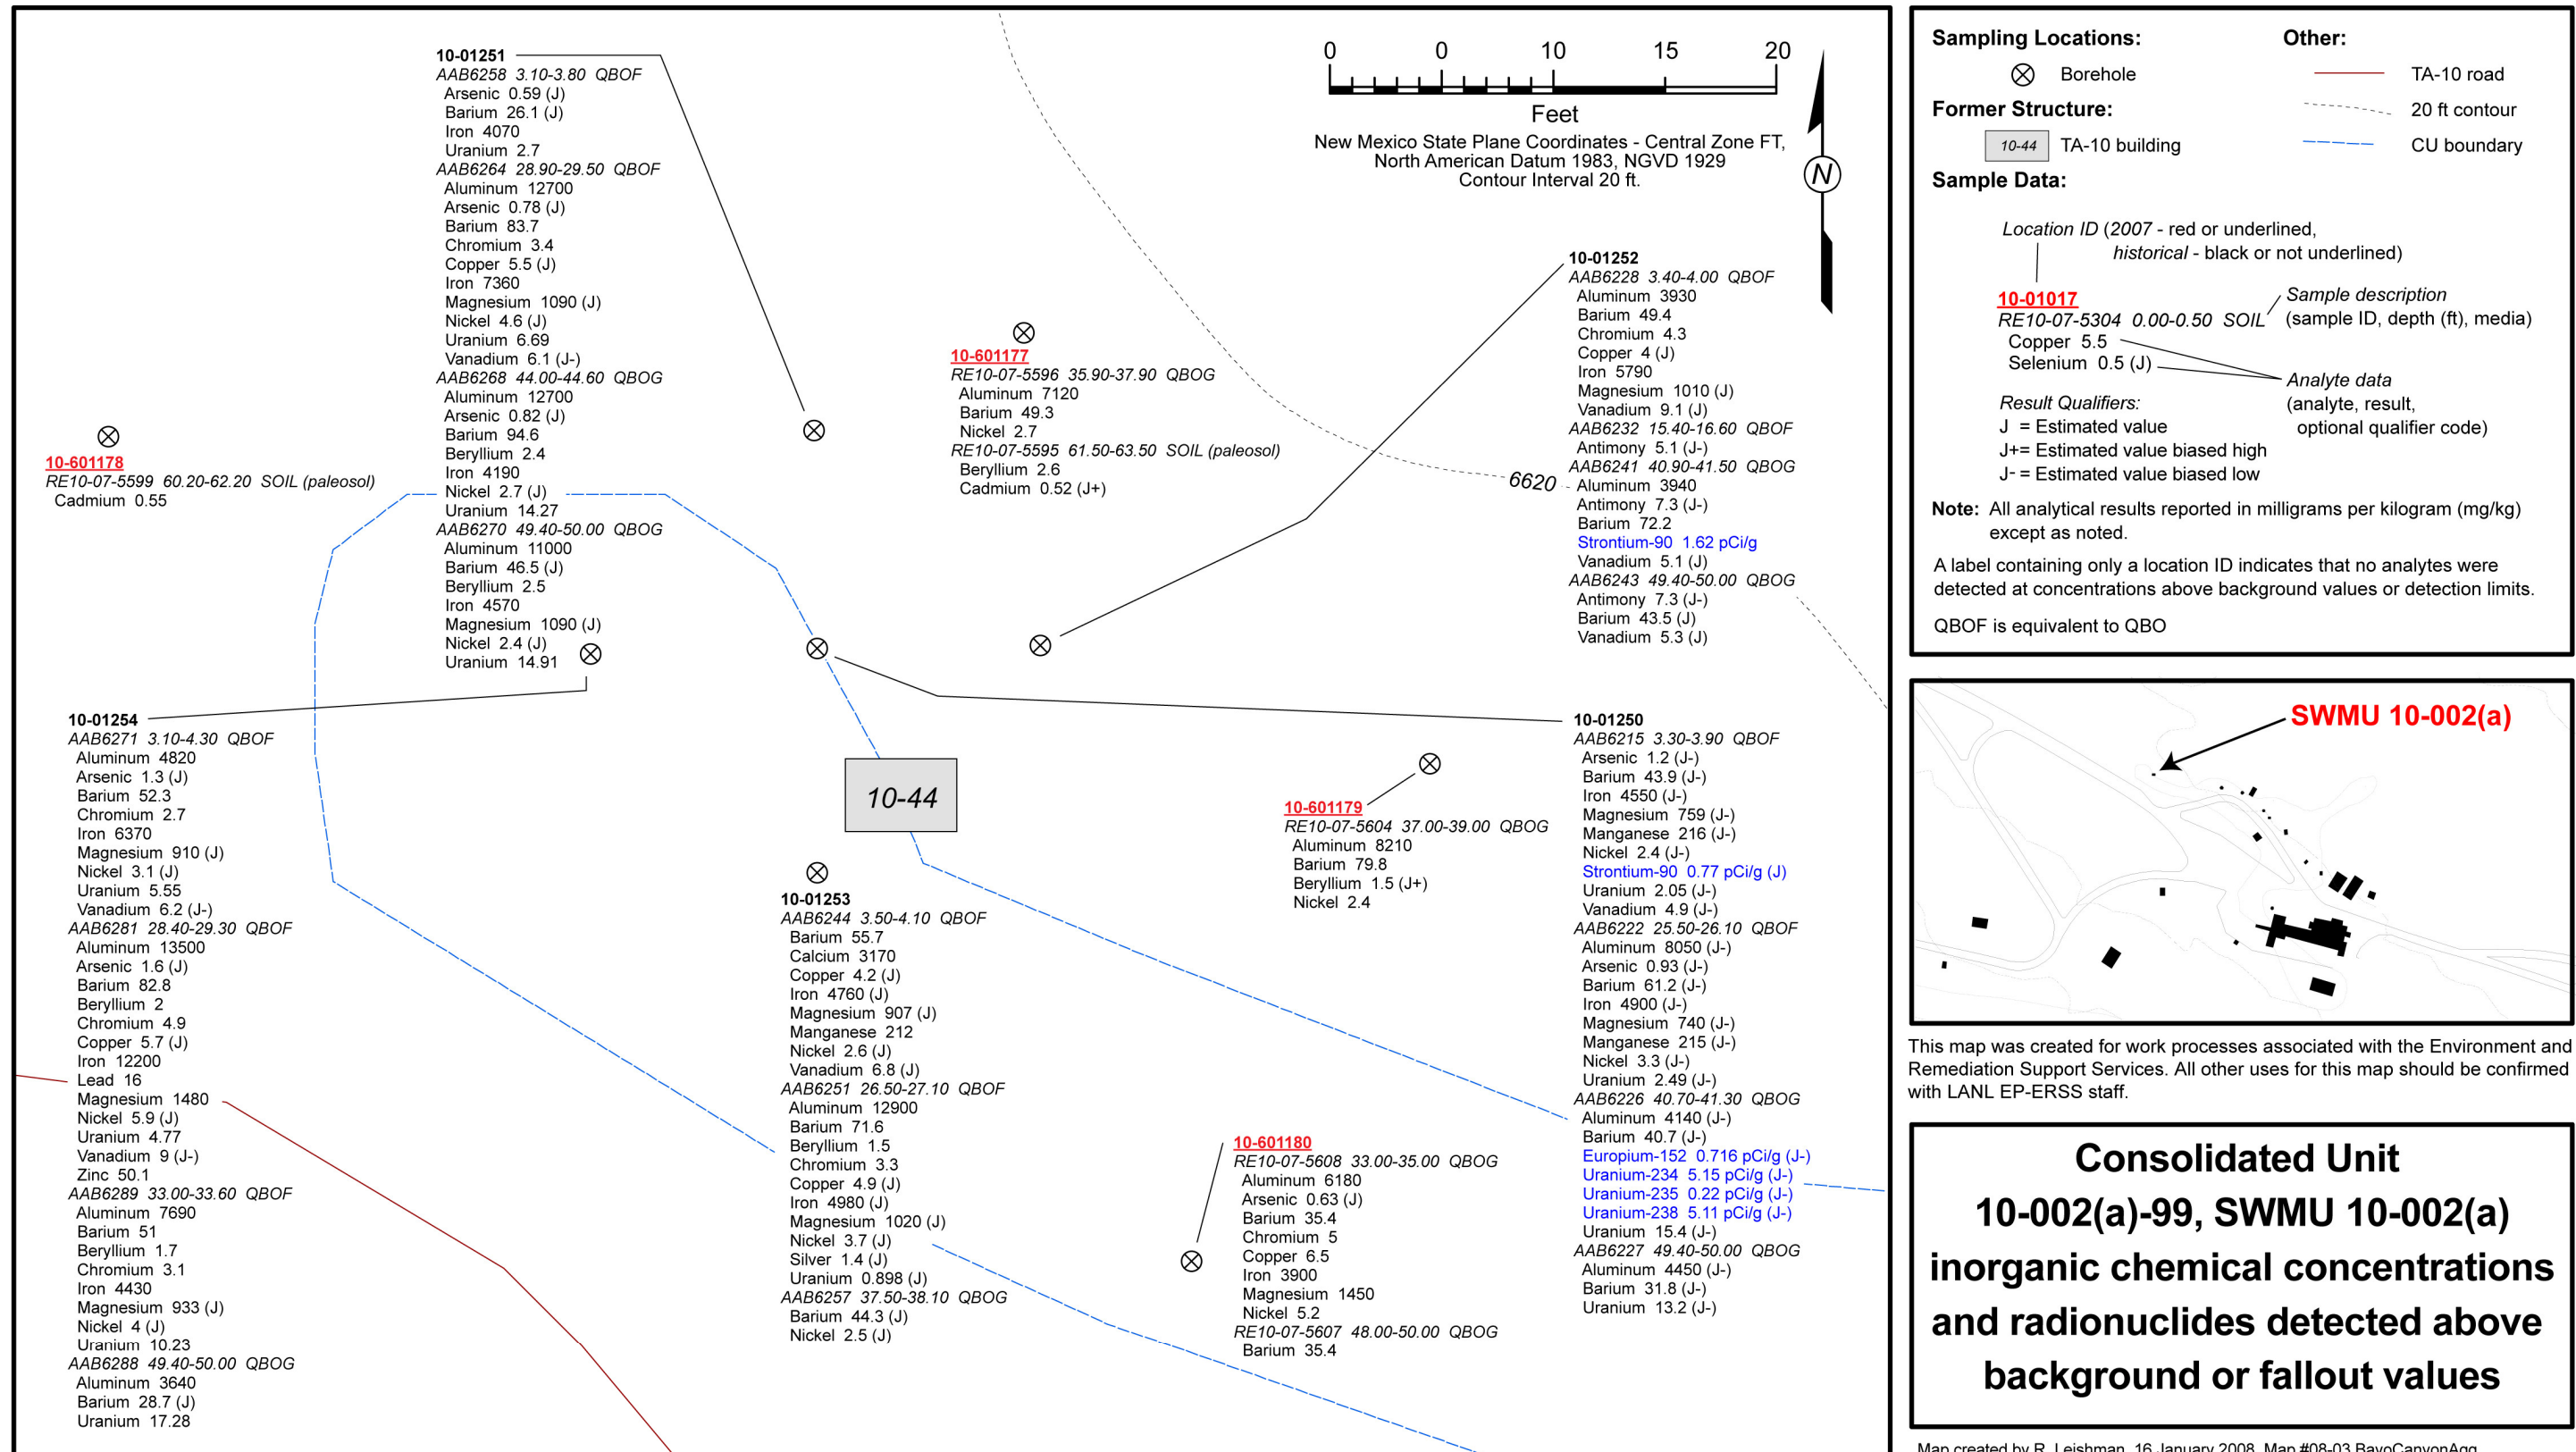 10-01251
AAB6258 3.10-3.80 QBOF
Arsenic 0.59 (J)
Barium 26.1 (J)
Iron 4070
Uranium 2.7
AAB6264 28.90-29.50 QBOF
Aluminum 12700
Arsenic 0.78 (J)
Barium 83.7
Chromium 3.4
Copper 5.5 (J)
Iron 7360
Magnesium 1090 (J)
Nickel 4.6 (J)
Uranium 6.69
Vanadium 6.1 (J-)
AAB6268 44.00-44.60 QBOG
Aluminum 12700
Arsenic 0.82 (J)
Barium 94.6
Beryllium 2.4
Iron 4190
Nickel 2.7 (J)
Uranium 14.27
AAB6270 49.40-50.00 QBOG
Aluminum 11000
Barium 46.5 (J)
Beryllium 2.5
Iron 4570
Magnesium 1090 (J)
Nickel 2.4 (J)
Uranium 14.91
10-601178
RE10-07-5599 60.20-62.20 SOIL (paleosol)
Cadmium 0.55
10-601177
RE10-07-5596 35.90-37.90 QBOG
Aluminum 7120
Barium 49.3
Nickel 2.7
RE10-07-5595 61.50-63.50 SOIL (paleosol)
Beryllium 2.6
Cadmium 0.52 (J+)
0 0 10 15 20
Feet
New Mexico State Plane Coordinates - Central Zone FT,
North American Datum 1983, NGVD 1929
Contour Interval 20 ft.
N
10-01252
AAB6228 3.40-4.00 QBOF
Aluminum 3930
Barium 49.4
Chromium 4.3
Copper 4 (J)
Iron 5790
Magnesium 1010 (J)
Vanadium 9.1 (J)
AAB6232 15.40-16.60 QBOF
Antimony 5.1 (J-)
AAB6241 40.90-41.50 QBOG
Aluminum 3940
Antimony 7.3 (J-)
Barium 72.2
Strontium-90 1.62 pCi/g
Vanadium 5.1 (J)
AAB6243 49.40-50.00 QBOG
Antimony 7.3 (J-)
Barium 43.5 (J)
Vanadium 5.3 (J)
6620
10-01254
AAB6271 3.10-4.30 QBOF
Aluminum 4820
Arsenic 1.3 (J)
Barium 52.3
Chromium 2.7
Iron 6370
Magnesium 910 (J)
Nickel 3.1 (J)
Uranium 5.55
Vanadium 6.2 (J-)
AAB6281 28.40-29.30 QBOF
Aluminum 13500
Arsenic 1.6 (J)
Barium 82.8
Beryllium 2
Chromium 4.9
Copper 5.7 (J)
Iron 12200
Lead 16
Magnesium 1480
Nickel 5.9 (J)
Uranium 4.77
Vanadium 9 (J-)
Zinc 50.1
AAB6289 33.00-33.60 QBOF
Aluminum 7690
Barium 51
Beryllium 1.7
Chromium 3.1
Iron 4430
Magnesium 933 (J)
Nickel 4 (J)
Uranium 10.23
AAB6288 49.40-50.00 QBOG
Aluminum 3640
Barium 28.7 (J)
Uranium 17.28
10-44
10-01253
AAB6244 3.50-4.10 QBOF
Barium 55.7
Calcium 3170
Copper 4.2 (J)
Iron 4760 (J)
Magnesium 907 (J)
Manganese 212
Nickel 2.6 (J)
Vanadium 6.8 (J)
AAB6251 26.50-27.10 QBOF
Aluminum 12900
Barium 71.6
Beryllium 1.5
Chromium 3.3
Copper 4.9 (J)
Iron 4980 (J)
Magnesium 1020 (J)
Nickel 3.7 (J)
Silver 1.4 (J)
Uranium 0.898 (J)
AAB6257 37.50-38.10 QBOG
Barium 44.3 (J)
Nickel 2.5 (J)
10-601179
RE10-07-5604 37.00-39.00 QBOG
Aluminum 8210
Barium 79.8
Beryllium 1.5 (J+)
Nickel 2.4
10-601180
RE10-07-5608 33.00-35.00 QBOG
Aluminum 6180
Arsenic 0.63 (J)
Barium 35.4
Chromium 5
Copper 6.5
Iron 3900
Magnesium 1450
Nickel 5.2
RE10-07-5607 48.00-50.00 QBOG
Barium 35.4
10-01250
AAB6215 3.30-3.90 QBOF
Arsenic 1.2 (J-)
Barium 43.9 (J-)
Iron 4550 (J-)
Magnesium 759 (J-)
Manganese 216 (J-)
Nickel 2.4 (J-)
Strontium-90 0.77 pCi/g (J)
Uranium 2.05 (J-)
Vanadium 4.9 (J-)
AAB6222 25.50-26.10 QBOF
Aluminum 8050 (J-)
Arsenic 0.93 (J-)
Barium 61.2 (J-)
Iron 4900 (J-)
Magnesium 740 (J-)
Manganese 215 (J-)
Nickel 3.3 (J-)
Uranium 2.49 (J-)
AAB6226 40.70-41.30 QBOG
Aluminum 4140 (J-)
Barium 40.7 (J-)
Europium-152 0.716 pCi/g (J-)
Uranium-234 5.15 pCi/g (J-)
Uranium-235 0.22 pCi/g (J-)
Uranium-238 5.11 pCi/g (J-)
Uranium 15.4 (J-)
AAB6227 49.40-50.00 QBOG
Aluminum 4450 (J-)
Barium 31.8 (J-)
Uranium 13.2 (J-)
Sampling Locations: Other:
Borehole TA-10 road
Former Structure: 20 ft contour
10-44 TA-10 building CU boundary
Sample Data:
Location ID (2007 - red or underlined,
historical - black or not underlined)
10-01017 Sample description
RE10-07-5304 0.00-0.50 SOIL (sample ID, depth (ft), media)
Copper 5.5
Selenium 0.5 (J)
Analyte data
(analyte, result,
optional qualifier code)
Result Qualifiers:
J = Estimated value
J+= Estimated value biased high
J- = Estimated value biased low
Note: All analytical results reported in milligrams per kilogram (mg/kg)
except as noted.
A label containing only a location ID indicates that no analytes were
detected at concentrations above background values or detection limits.
QBOF is equivalent to QBO
SWMU 10-002(a)
This map was created for work processes associated with the Environment and
Remediation Support Services. All other uses for this map should be confirmed
with LANL EP-ERSS staff.
Consolidated Unit
10-002(a)-99, SWMU 10-002(a)
inorganic chemical concentrations
and radionuclides detected above
background or fallout values
Map created by R. Leishman, 16 January 2008, Map #08-03 BayoCanyonAgg